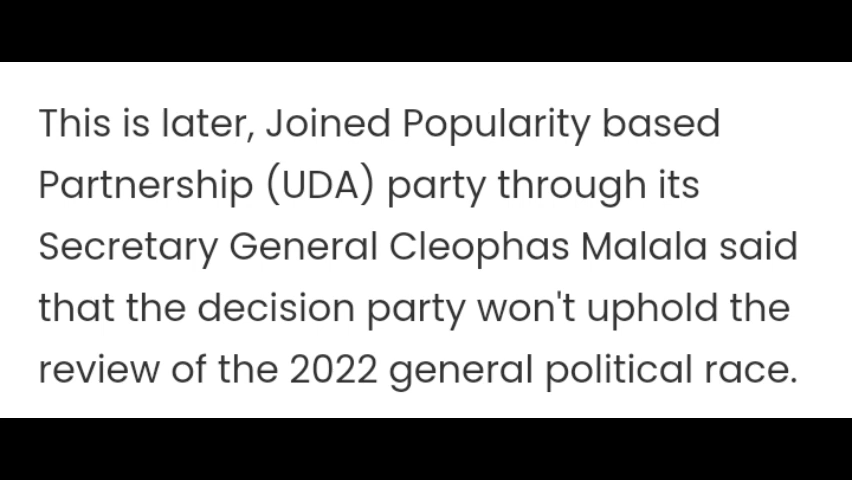 This is later, Joined Popularity based
Partnership (UDA) party through its
Secretary General Cleophas Malala said
that the decision party won't uphold the
review of the 2022 general political race.